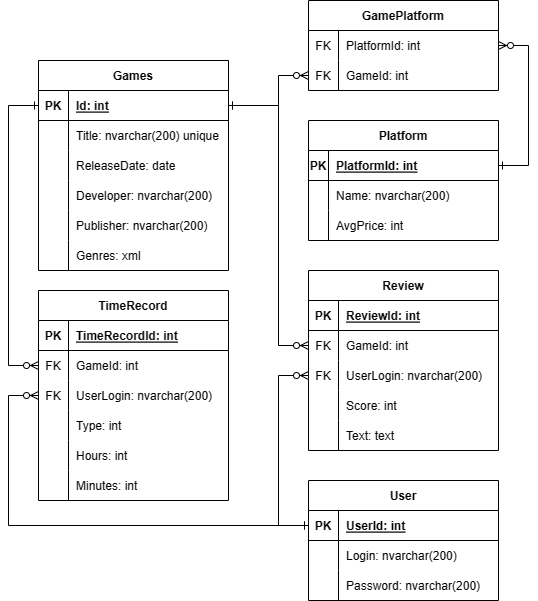 Games
PK Id: int
Title: nvarchar(200) unique
ReleaseDate: date
Developer: nvarchar(200)
Publisher: nvarchar(200)
Genres: xml
TimeRecord
PK TimeRecordId: int
FK GameId: int
FK UserLogin: nvarchar(200)
Type: int
Hours: int
Minutes: int
GamePlatform
FK PlatformId: int
FK GameId: int
Platform
PK PlatformId: int
Name: nvarchar(200)
AvgPrice: int
Review
PK ReviewId: int
FK GameId: int
FK UserLogin: nvarchar(200)
Score: int
Text: text
User
PK UserId: int
Login: nvarchar(200)
Password: nvarchar(200)